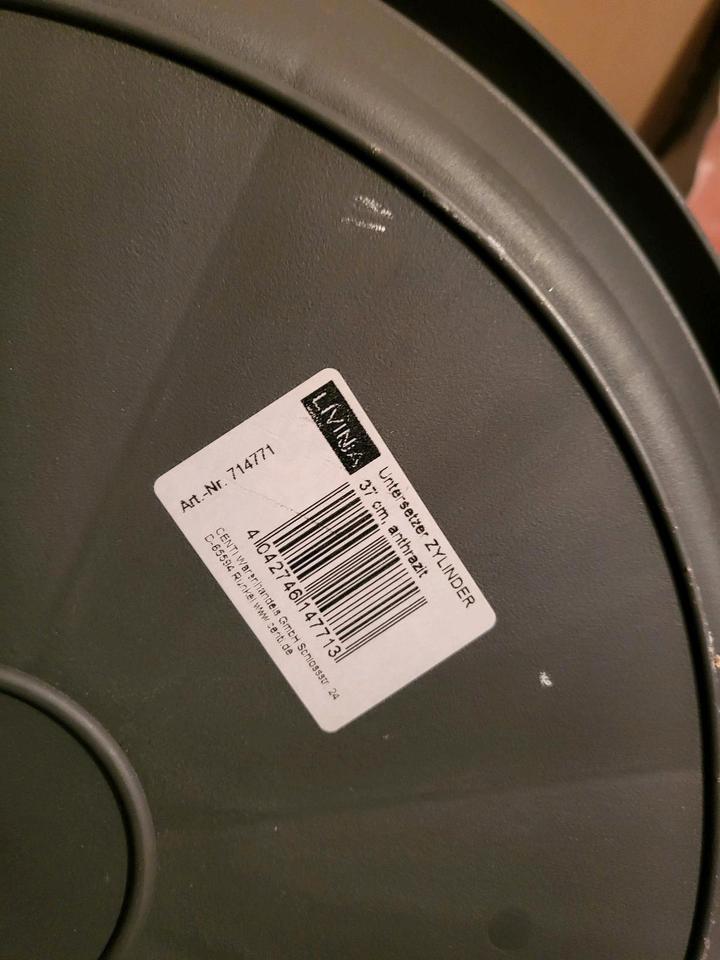 LIVINA
Untersetzer ZYLINDER
37 cm, anthrazit
Art.-Nr. 714771
4 042746 147713
CENTI Warenhandels GmbH Schlossstr. 24
D-65594 Runkel www.centi.de